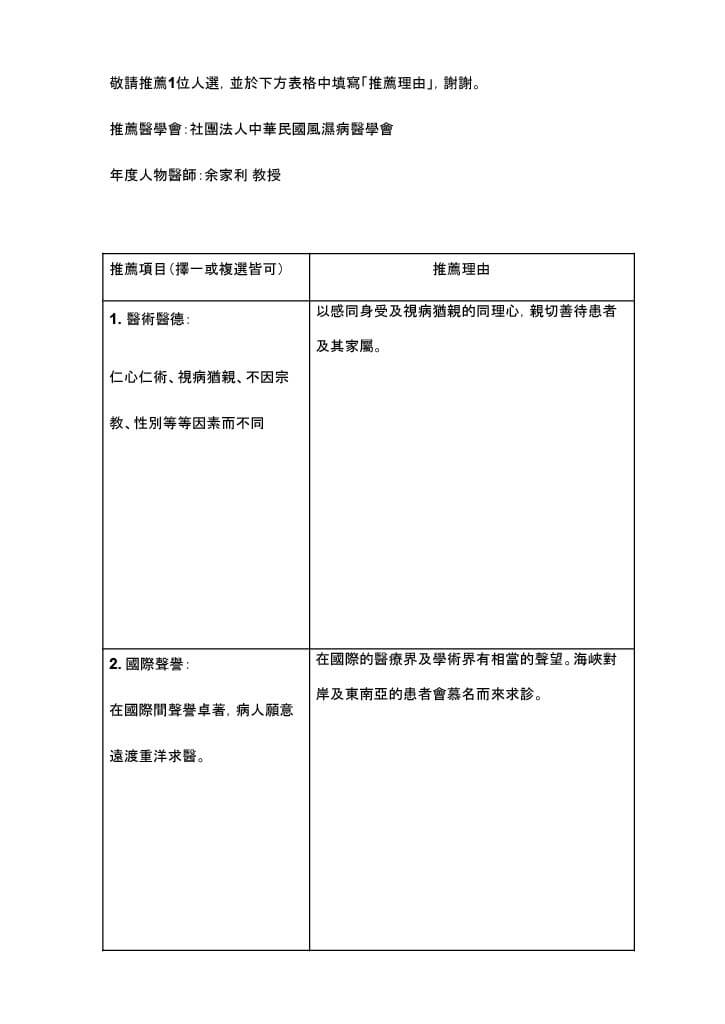 敬請推薦1位人選，並於下方表格中填寫「推薦理由」，謝謝。
推薦醫學會：社團法人中華民國風濕病醫學會
年度人物醫師：余家利 教授
推薦項目（擇一或複選皆可）
推薦理由
1. 醫術醫德：
仁心仁術、視病猶親、不因宗
教、性別等等因素而不同
以感同身受及視病猶親的同理心，親切善待患者
及其家屬。
2. 國際聲譽：
在國際間聲譽卓著，病人願意
遠渡重洋求醫。
在國際的醫療界及學術界有相當的聲望。海峽對
岸及東南亞的患者會慕名而來求診。